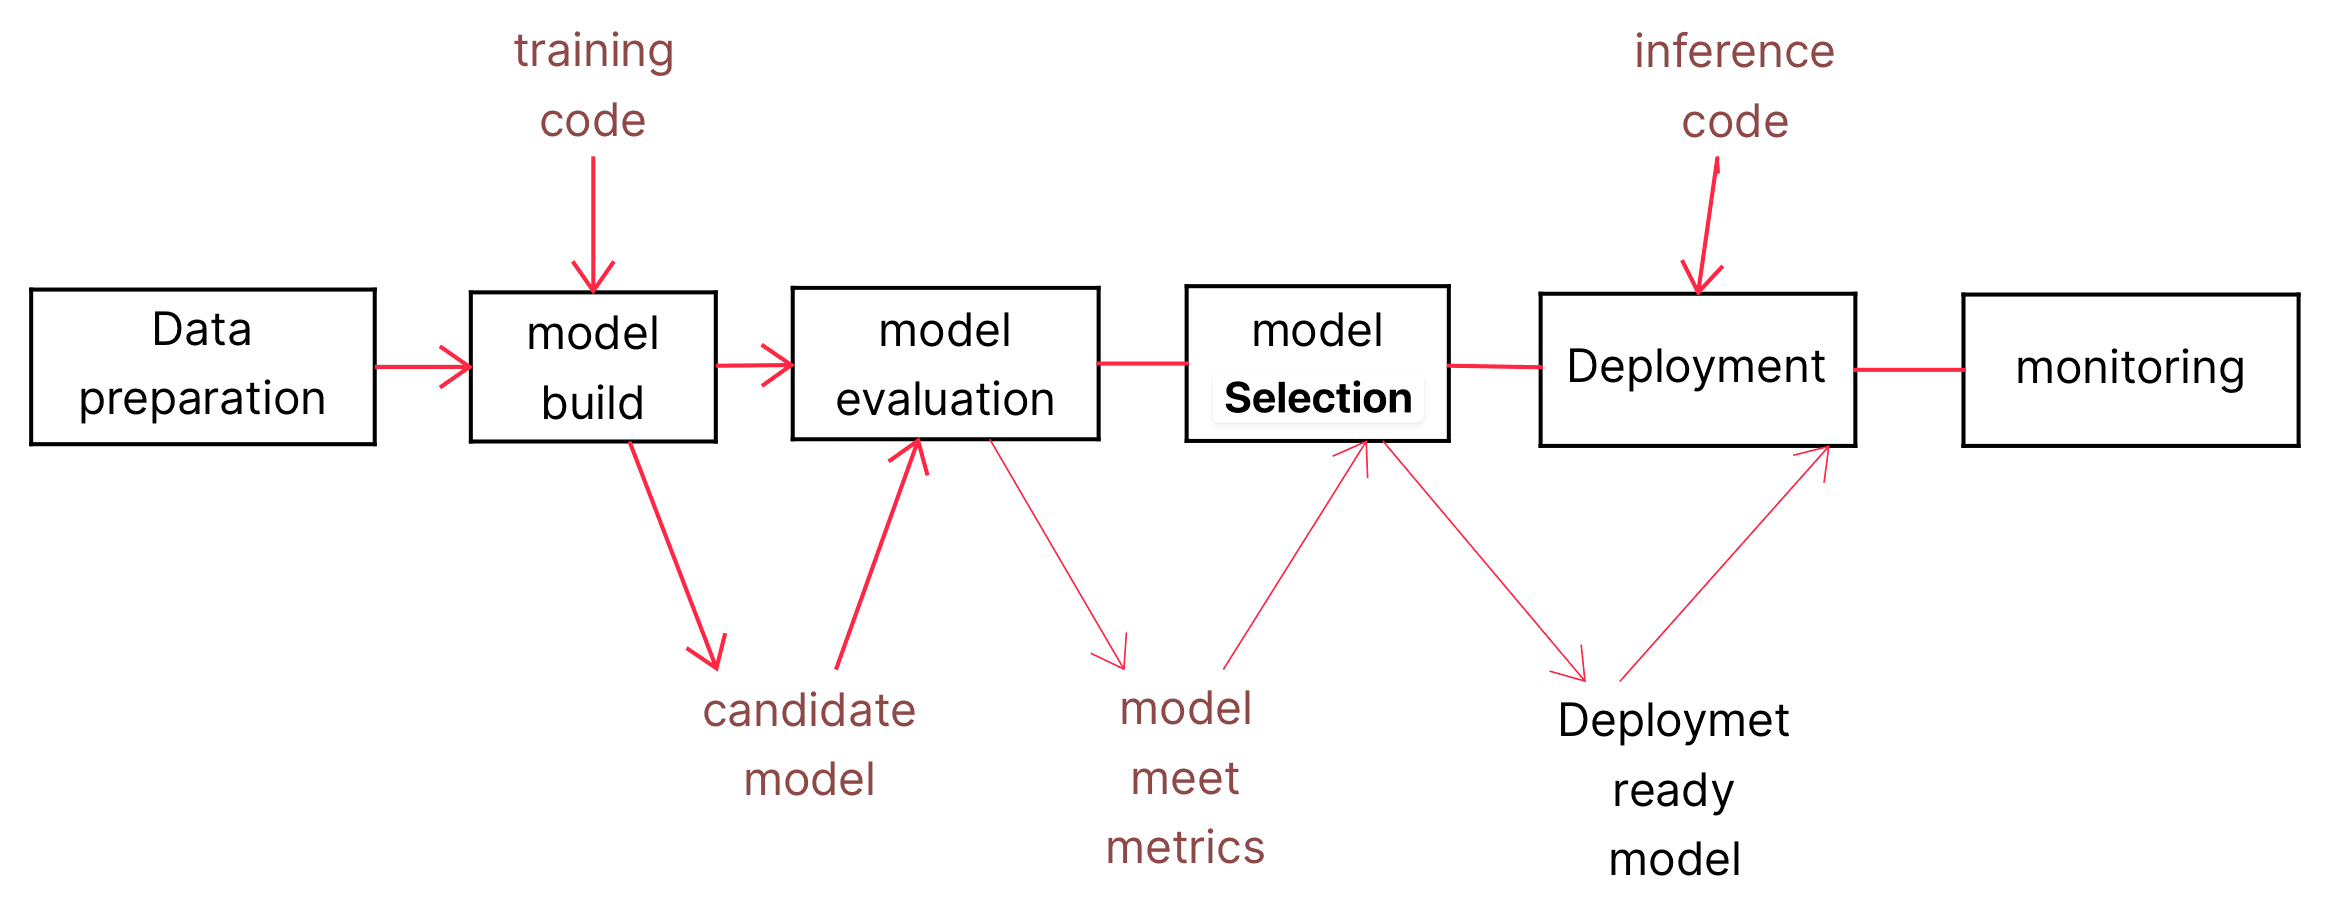 training
code
inference
code
Data
preparation
model
build
model
evaluation
model
Selection
Deployment
monitoring
candidate
model
model
meet
metrics
Deploymet
ready
model